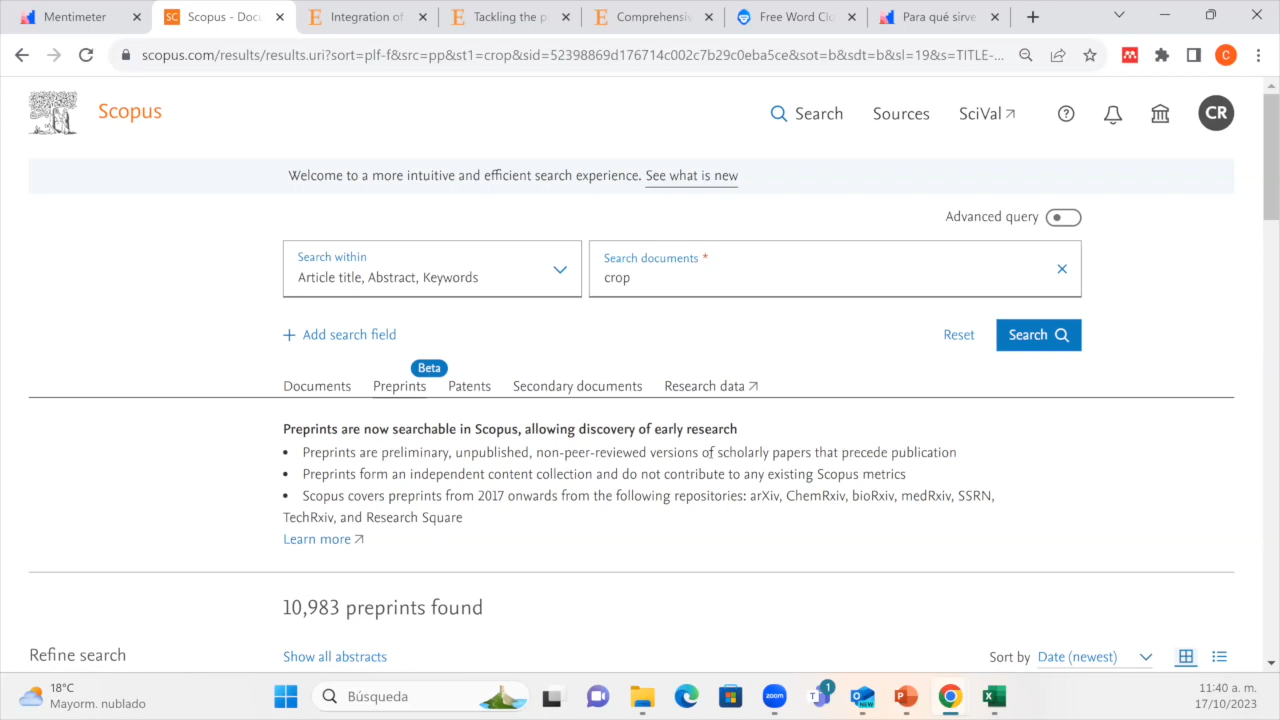 Mentimeter
Scopus - Docu
Integration of
Tackling the p
Comprehensiv
Free Word Clo
Para qué sirve
scopus.com/results/results.uri?sort=plf-f&src=pp&st1=crop&sid=52398869d176714c002c7b29c0eba5ce&sot=b&sdt=b&sl=19&s=TITLE-...
C
Scopus
Search
Sources
SciVal
CR
Welcome to a more intuitive and efficient search experience. See what is new
Advanced query
Search within
Article title, Abstract, Keywords
Search documents *
crop
Add search field
Reset
Search
Beta
Documents
Preprints
Patents
Secondary documents
Research data
Preprints are now searchable in Scopus, allowing discovery of early research
• Preprints are preliminary, unpublished, non-peer-reviewed versions of scholarly papers that precede publication
• Preprints form an independent content collection and do not contribute to any existing Scopus metrics
• Scopus covers preprints from 2017 onwards from the following repositories: arXiv, ChemRxiv, bioRxiv, medRxiv, SSRN,
TechRxiv, and Research Square
Learn more
10,983 preprints found
Refine search
Show all abstracts
Sort by Date (newest)
18°C
Mayorm. nublado
Búsqueda
zoom
1
NEW
11:40 a. m.
17/10/2023